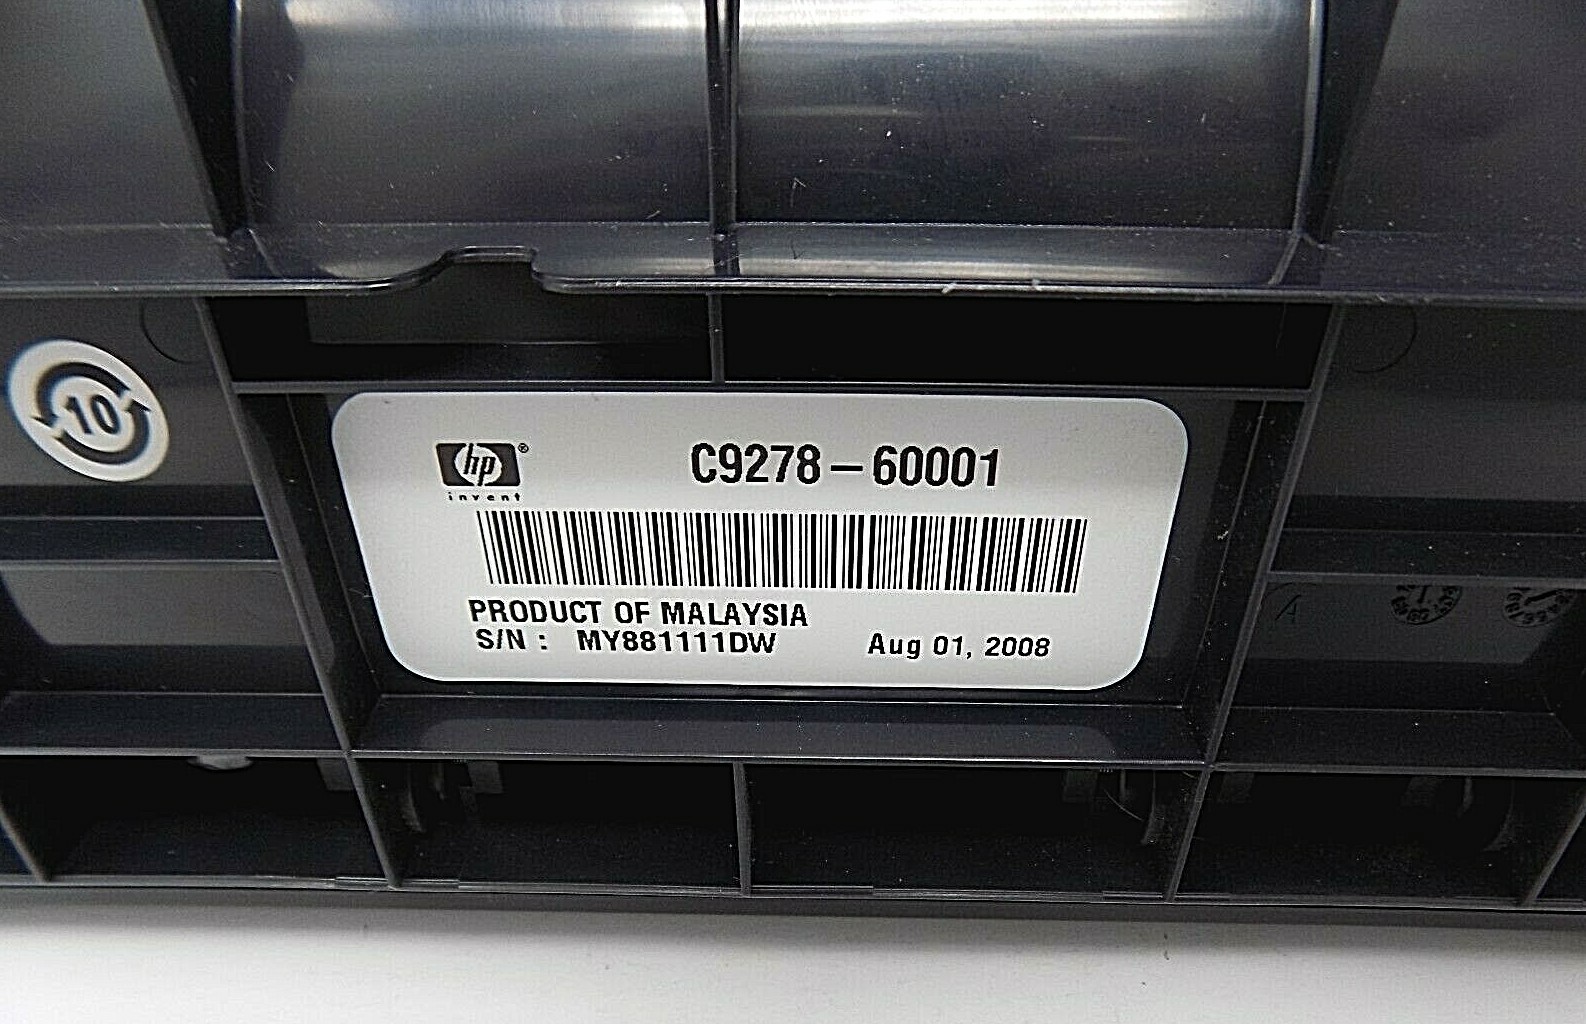 10
hp®
invent
C9278-60001
PRODUCT OF MALAYSIA
S/N : MY881111DW
Aug 01, 2008
A